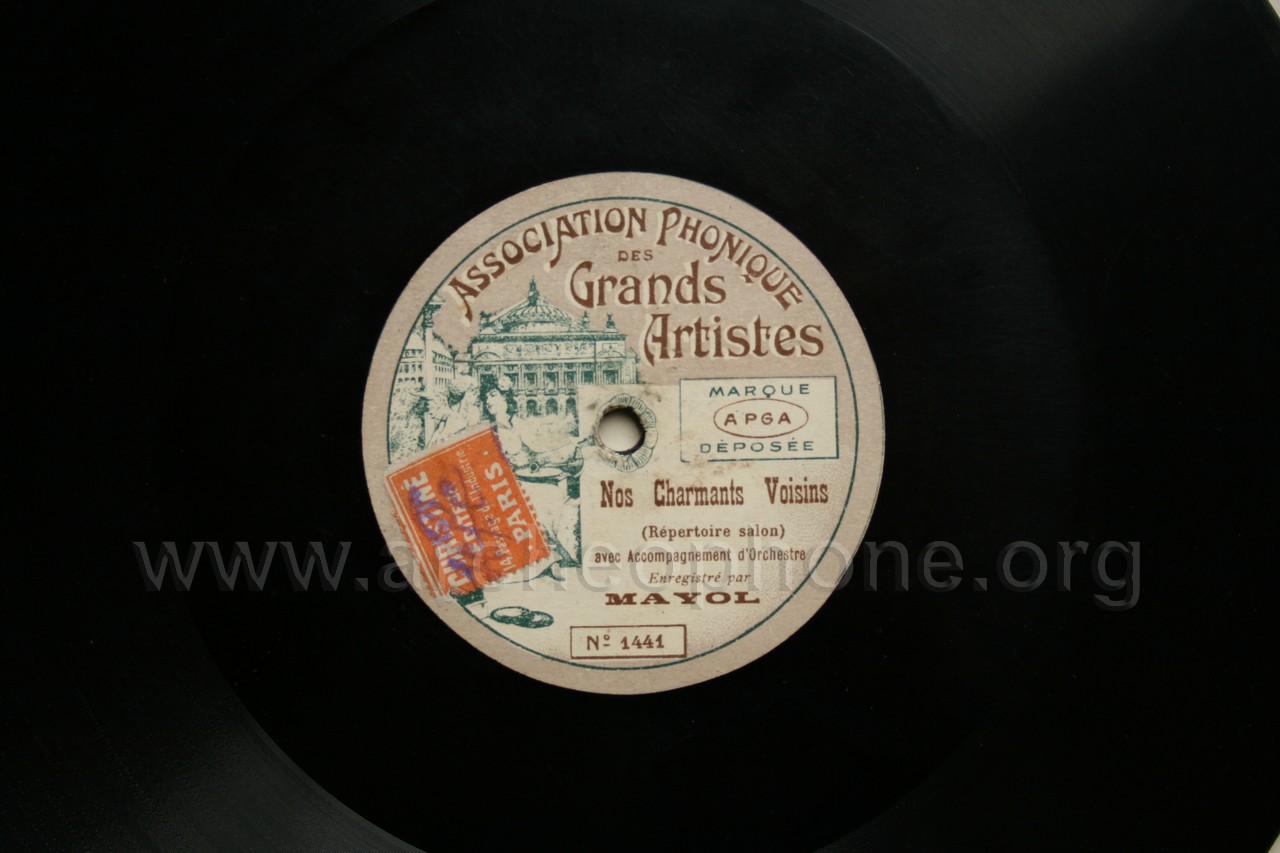 ASSOCIATION PHONIQUE
DES
Grands
Artistes
MARQUE
APGA
DÉPOSÉE
Nos Charmants Voisins
(Répertoire salon)
avec Accompagnement d'Orchestre
Enregistré par
MAYOL
Nº 1441
PARIS.
www.archeophone.org